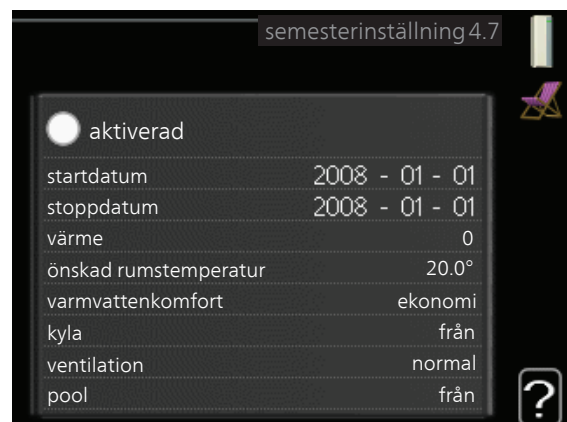 semesterinställning 4.7
aktiverad
startdatum 2008 - 01 - 01
stoppdatum 2008 - 01 - 01
värme 0
önskad rumstemperatur 20.0°
varmvattenkomfort ekonomi
kyla från
ventilation normal
pool från
?